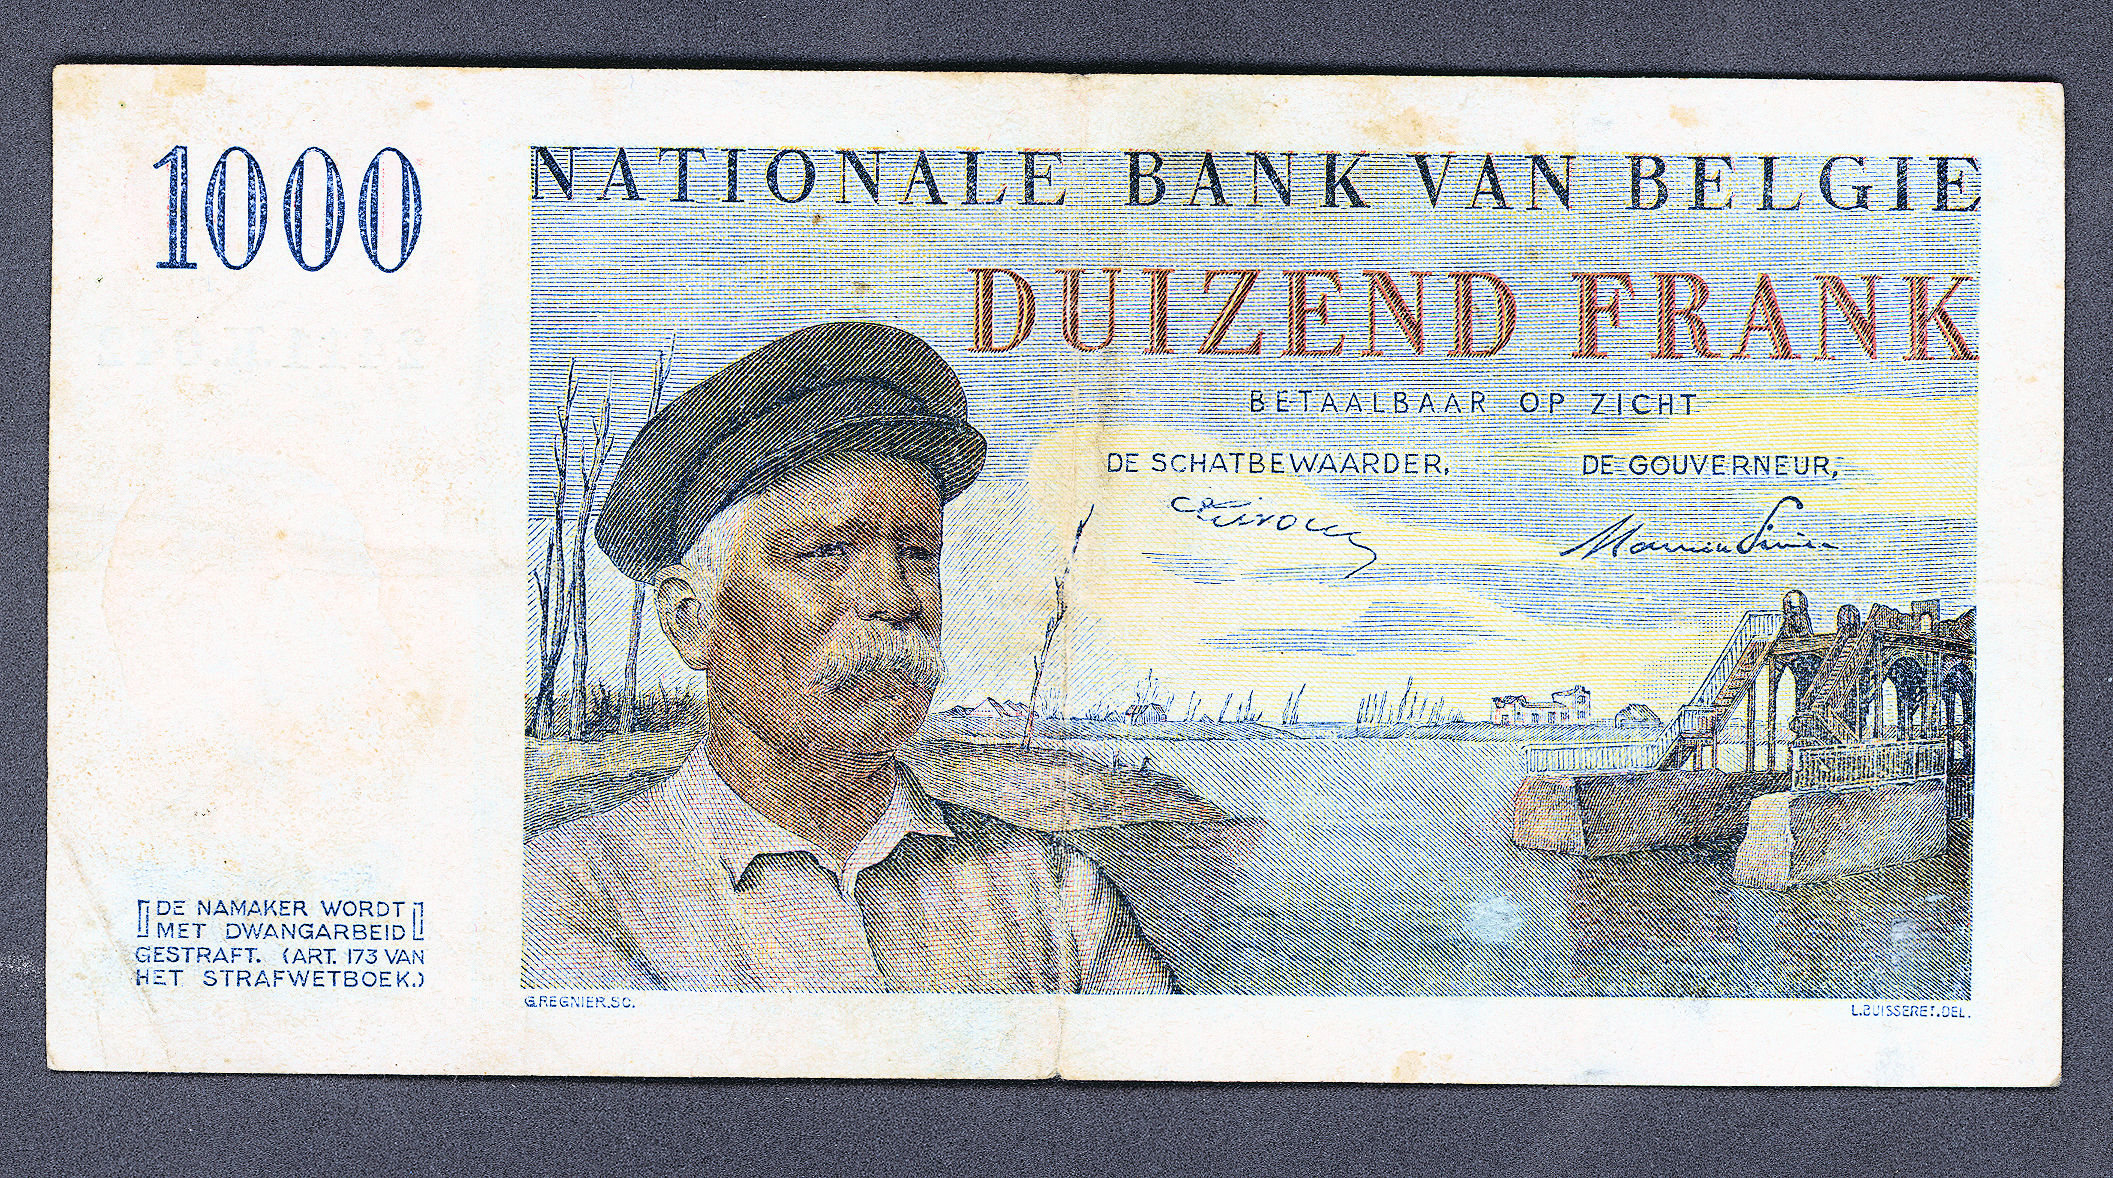 1000
NATIONALE BANK VAN BELGIE
DUIZEND FRANK
BETAALBAAR OP ZICHT
DE SCHATBEWAARDER,
DE GOUVERNEUR,
DE NAMAKER WORDT
MET DWANGARBEID
GESTRAFT. (ART. 173 VAN
HET STRAFWETBOEK.)
G.REGNIER.SC.
L.BUISSERET.DEL.